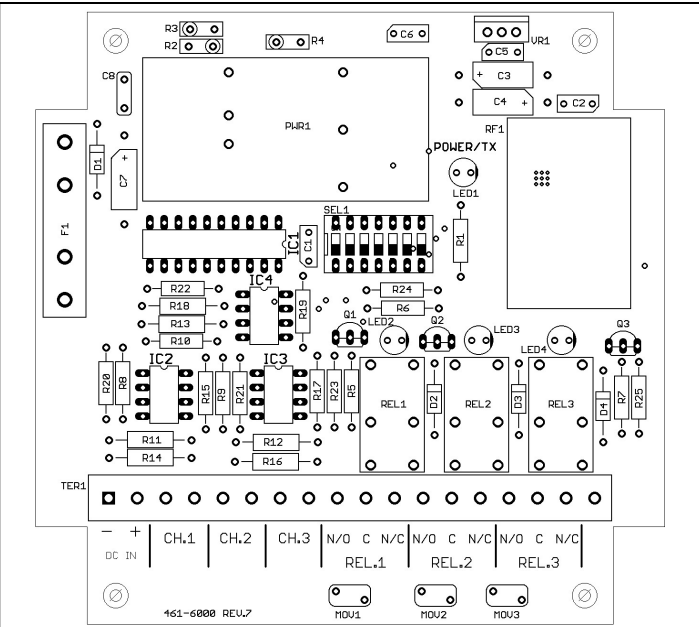 R3
R2
R4
C6
VR1
C5
C8
+ C3
C4 +
C2
PWR1
RF1
POWER/TX
LED1
D1
+
C7
F1
SEL1
IC1
C1
R1
IC4
R22
R18
R13
R10
R19
R24
R6
Q1
LED2
Q2
LED3
LED4
Q3
IC2
IC3
R20
R8
R15
R9
R21
R17
R23
R5
REL1
D2
REL2
D3
REL3
D4
R7
R25
R11
R14
R12
R16
TER1
− +
DC IN
CH.1
CH.2
CH.3
N/O C N/C
REL.1
N/O C N/C
REL.2
N/O C N/C
REL.3
MOV1
MOV2
MOV3
461-6000 REV.7